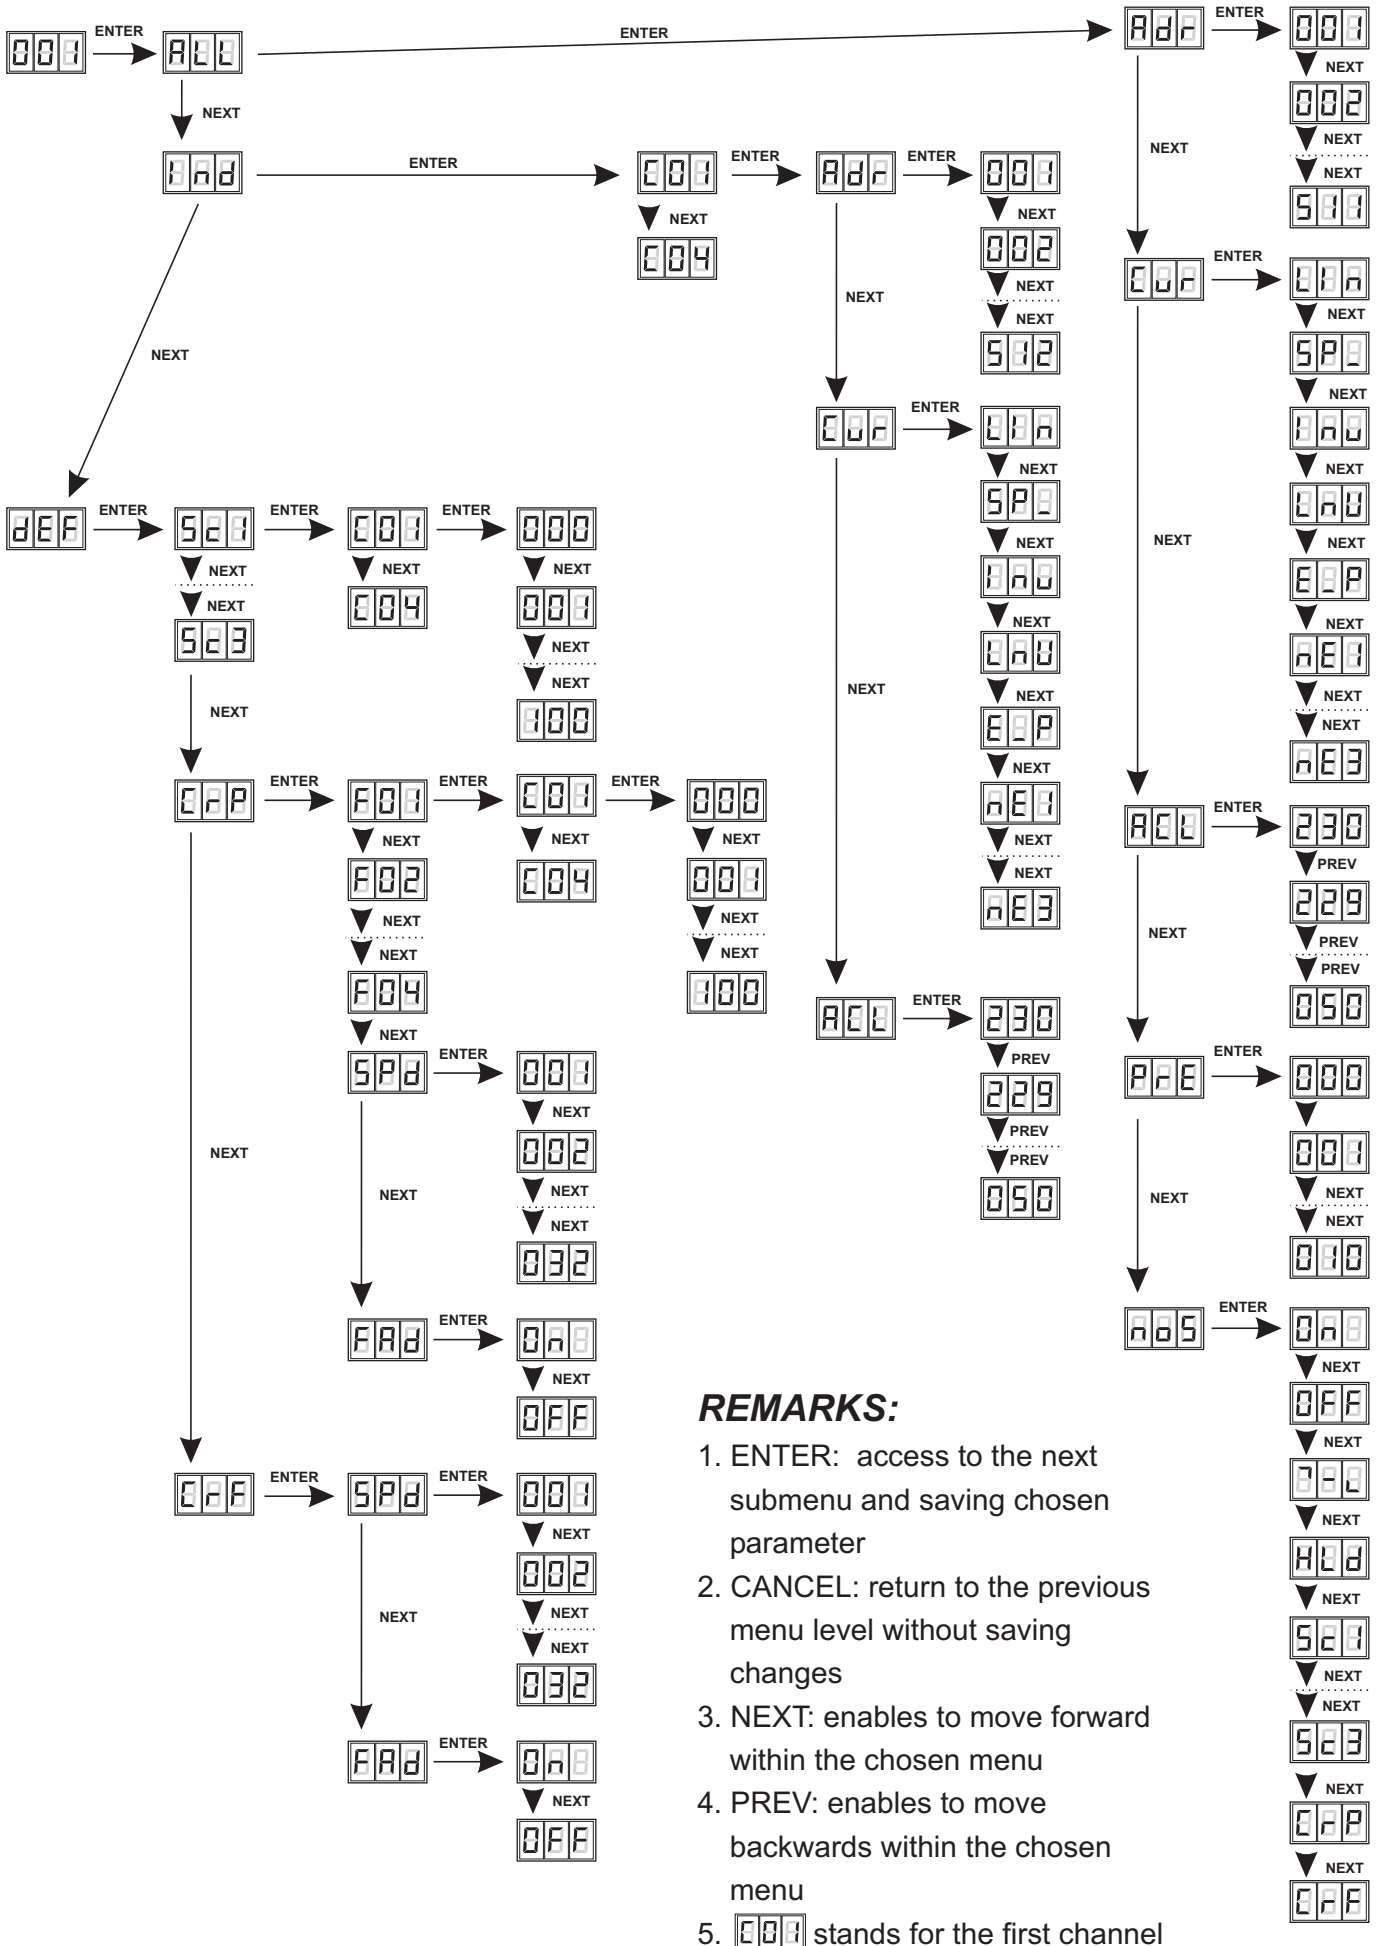 001 ENTER ALL ENTER Adr ENTER 001
NEXT
002
NEXT
NEXT
S11
NEXT
NEXT
Ind ENTER C01 ENTER Adr ENTER 001
NEXT
C04
NEXT
002
NEXT
NEXT
S12
NEXT
Cur ENTER LIn
NEXT
SP_
NEXT
Inu
NEXT
LnU
NEXT
E_P
NEXT
nE1
NEXT
NEXT
nE3
NEXT
ACL ENTER 230
PREV
229
PREV
PREV
050
NEXT
Cur ENTER LIn
NEXT
SP_
NEXT
Inu
NEXT
LnU
NEXT
E_P
NEXT
nE1
NEXT
NEXT
nE3
NEXT
ACL ENTER 230
PREV
229
PREV
PREV
050
NEXT
PrE ENTER 000
001
NEXT
NEXT
010
NEXT
noS ENTER On
NEXT
OFF
NEXT
7-L
NEXT
HLd
NEXT
Sc1
NEXT
NEXT
Sc3
NEXT
CrP
NEXT
CrF
NEXT
dEF ENTER Sc1 ENTER C01 ENTER 000
NEXT
NEXT
Sc3
NEXT
C04
NEXT
001
NEXT
NEXT
100
NEXT
CrP ENTER F01 ENTER C01 ENTER 000
NEXT
F02
NEXT
NEXT
F04
NEXT
C04
NEXT
001
NEXT
NEXT
100
NEXT
SPd ENTER 001
NEXT
002
NEXT
NEXT
032
NEXT
FAd ENTER On
NEXT
OFF
NEXT
CrF ENTER SPd ENTER 001
NEXT
002
NEXT
NEXT
032
NEXT
FAd ENTER On
NEXT
OFF
REMARKS:
1. ENTER: access to the next
submenu and saving chosen
parameter
2. CANCEL: return to the previous
menu level without saving
changes
3. NEXT: enables to move forward
within the chosen menu
4. PREV: enables to move
backwards within the chosen
menu
5. C01 stands for the first channel